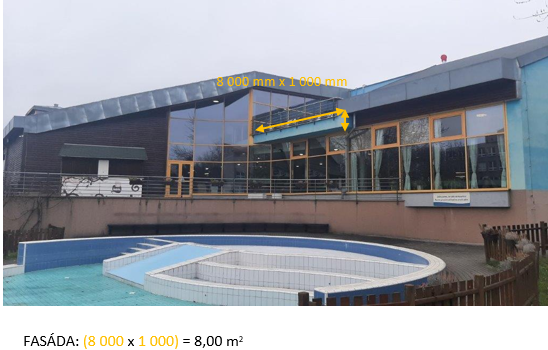 8 000 mm x 1 000 mm
FASÁDA: (8 000 x 1 000) = 8,00 m²